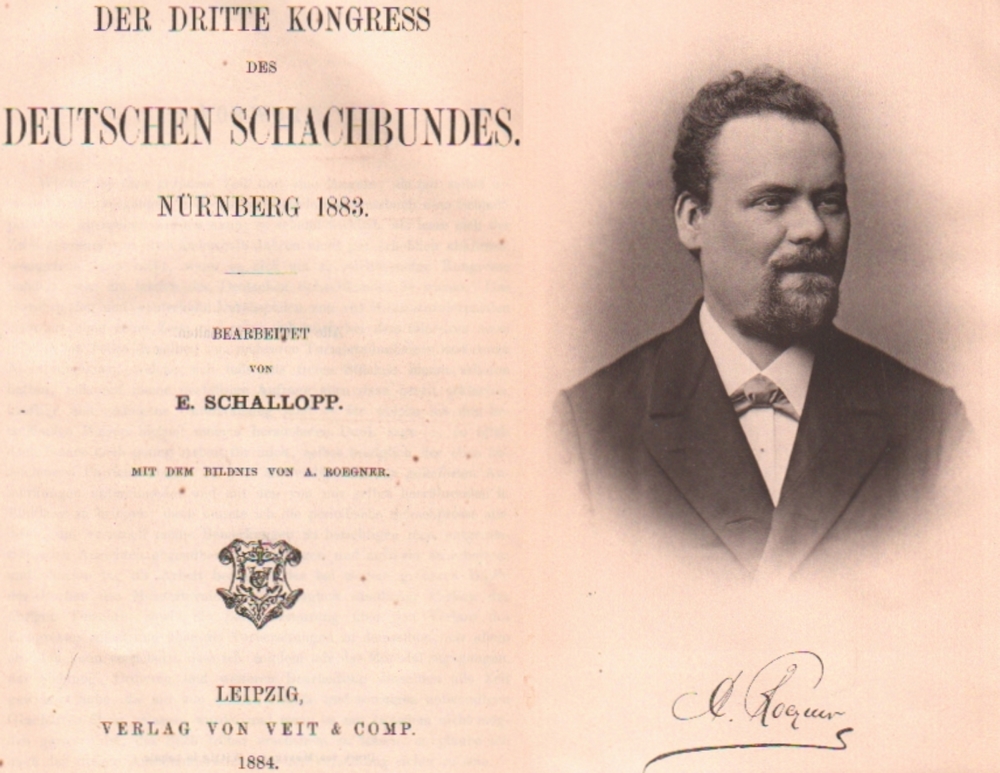 DER DRITTE KONGRESS
DES
DEUTSCHEN SCHACHBUNDES.
NÜRNBERG 1883.
BEARBEITET
VON
E. SCHALLOPP.
MIT DEM BILDNIS VON A. ROEGNER.
LEIPZIG,
VERLAG VON VEIT & COMP.
1884.
A. Roegner